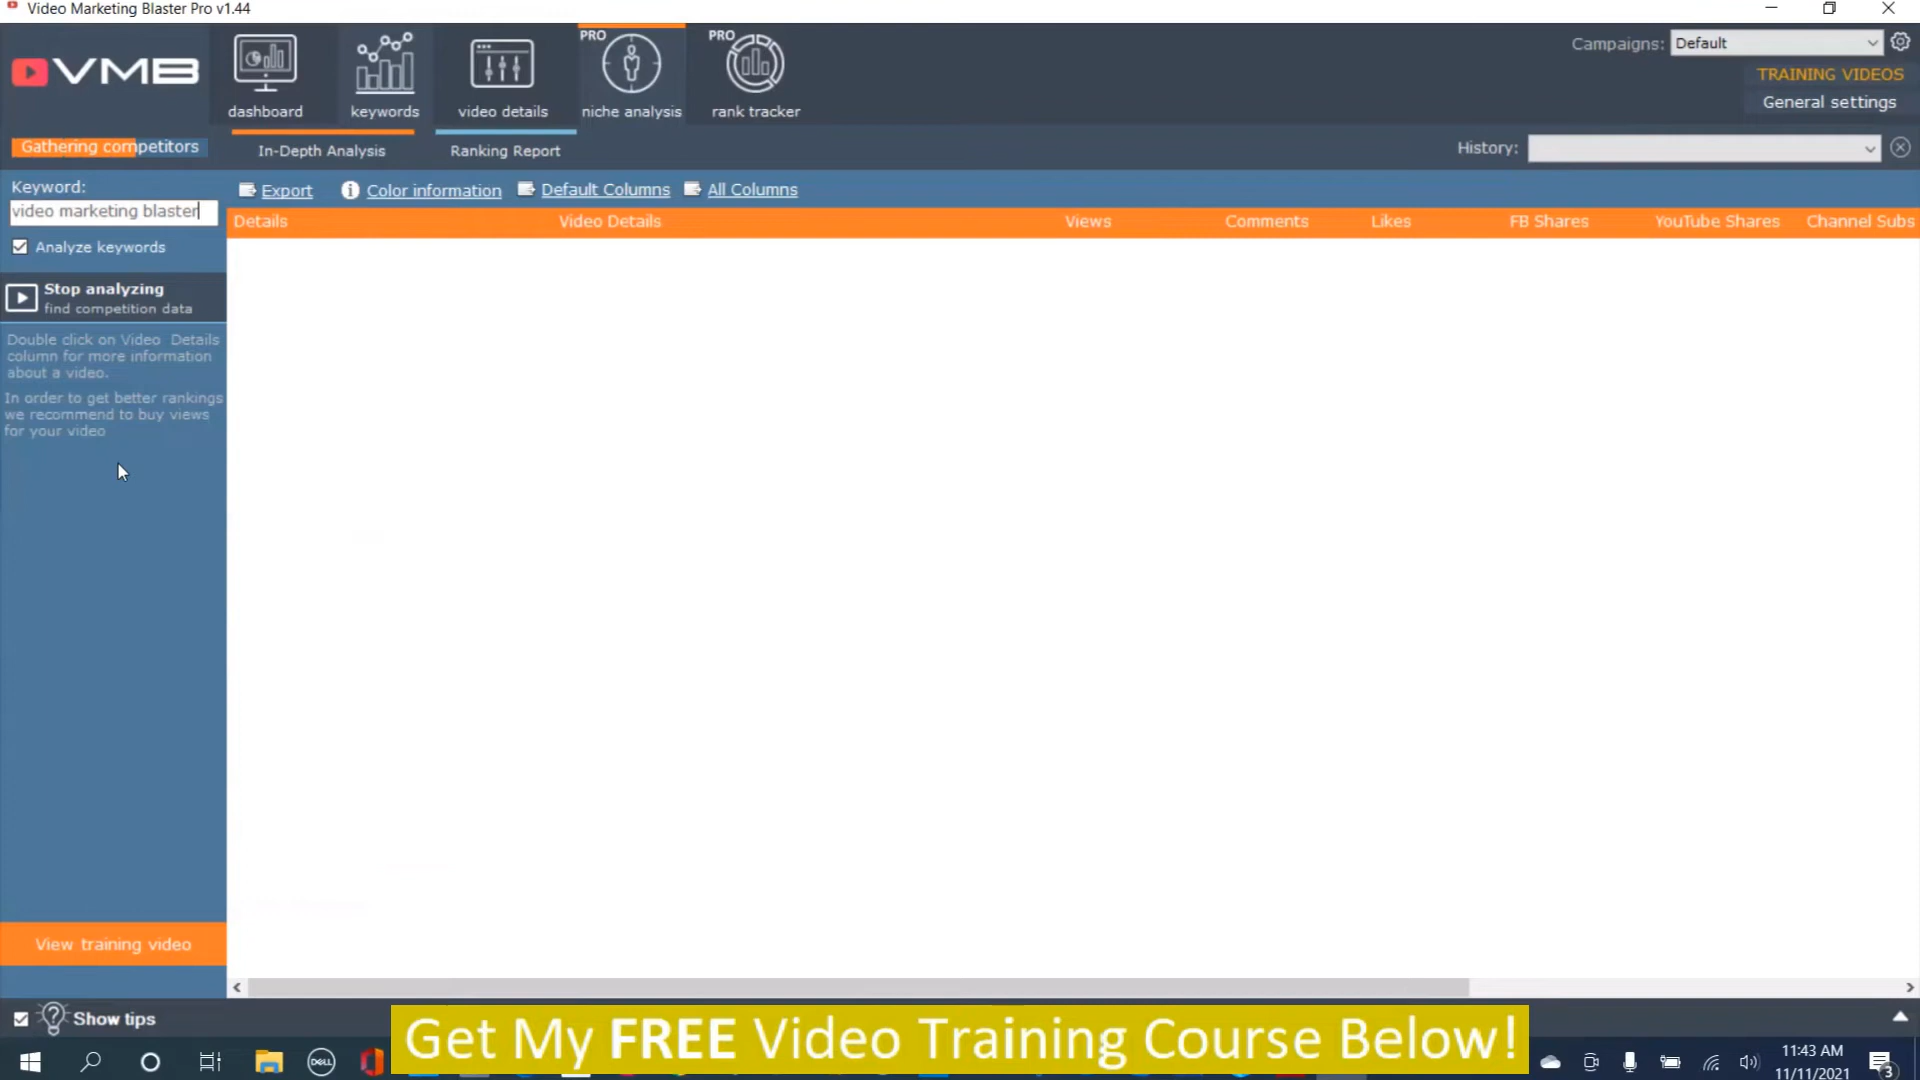 Video Marketing Blaster Pro v1.44
VMB
dashboard
keywords
video details
PRO
niche analysis
PRO
rank tracker
Campaigns:
Default
TRAINING VIDEOS
General settings
Gathering competitors
In-Depth Analysis
Ranking Report
History:
Keyword:
video marketing blaster
Analyze keywords
Export
Color information
Default Columns
All Columns
Details
Video Details
Views
Comments
Likes
FB Shares
YouTube Shares
Channel Subs
Stop analyzing
find competition data
Double click on Video Details
column for more information
about a video.
In order to get better rankings
we recommend to buy views
for your video
View training video
Show tips
Get My FREE Video Training Course Below!
DELL
11:43 AM
11/11/2021
3